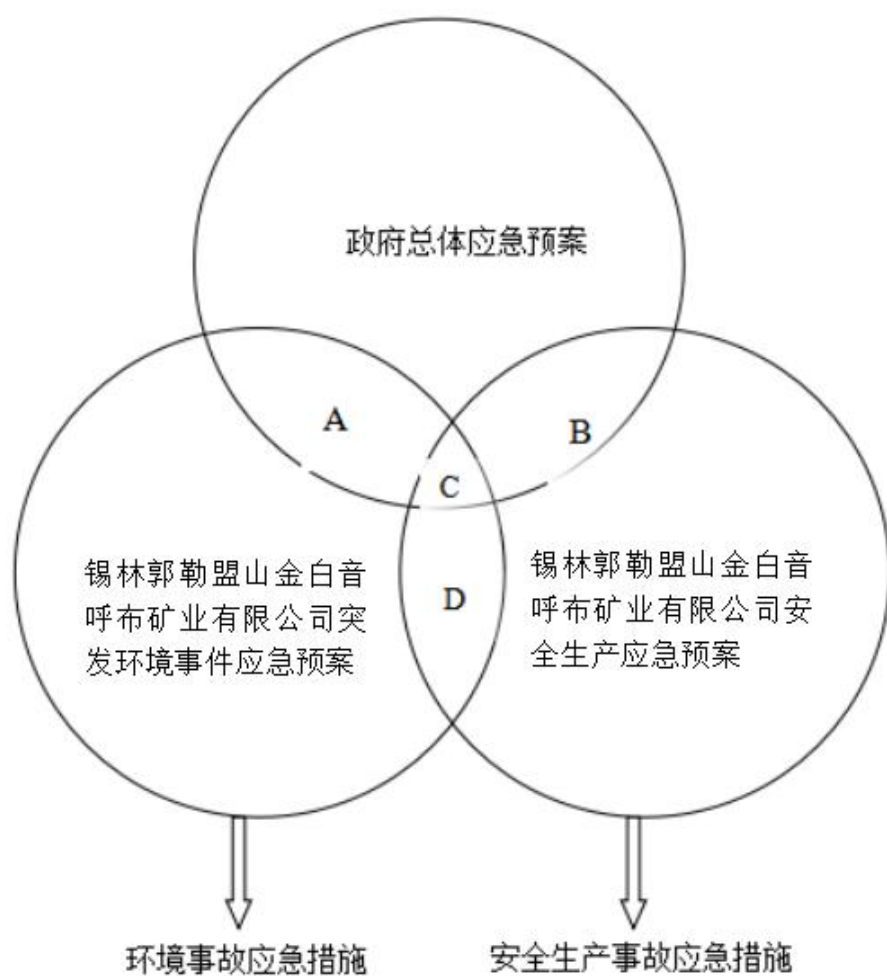 政府总体应急预案
A
B
C
锡林郭勒盟山金白音
呼布矿业有限公司突
发环境事件应急预案
D
锡林郭勒盟山金白音
呼布矿业有限公司安
全生产应急预案
环境事故应急措施
安全生产事故应急措施